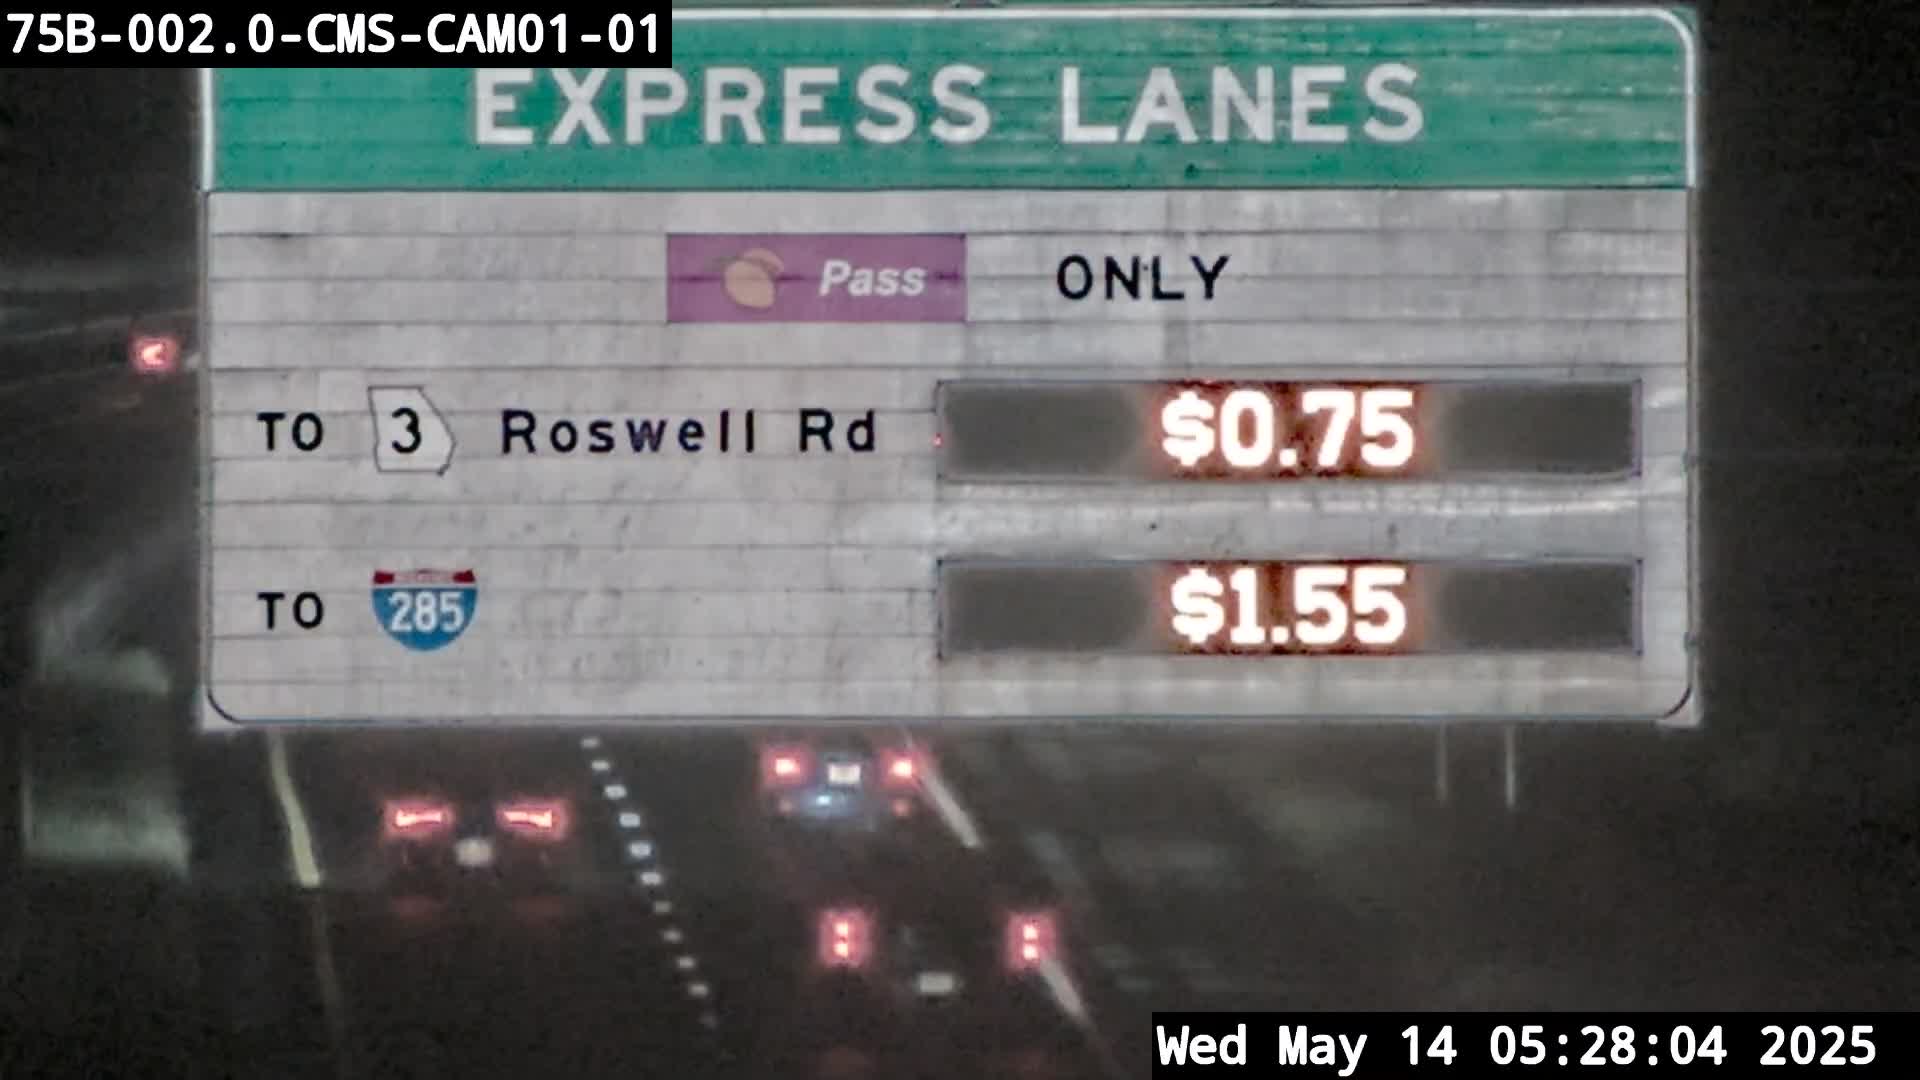 75B-002.0-CMS-CAM01-01
EXPRESS LANES
Pass ONLY
TO 3 Roswell Rd $0.75
TO 285 $1.55
Wed May 14 05:28:04 2025